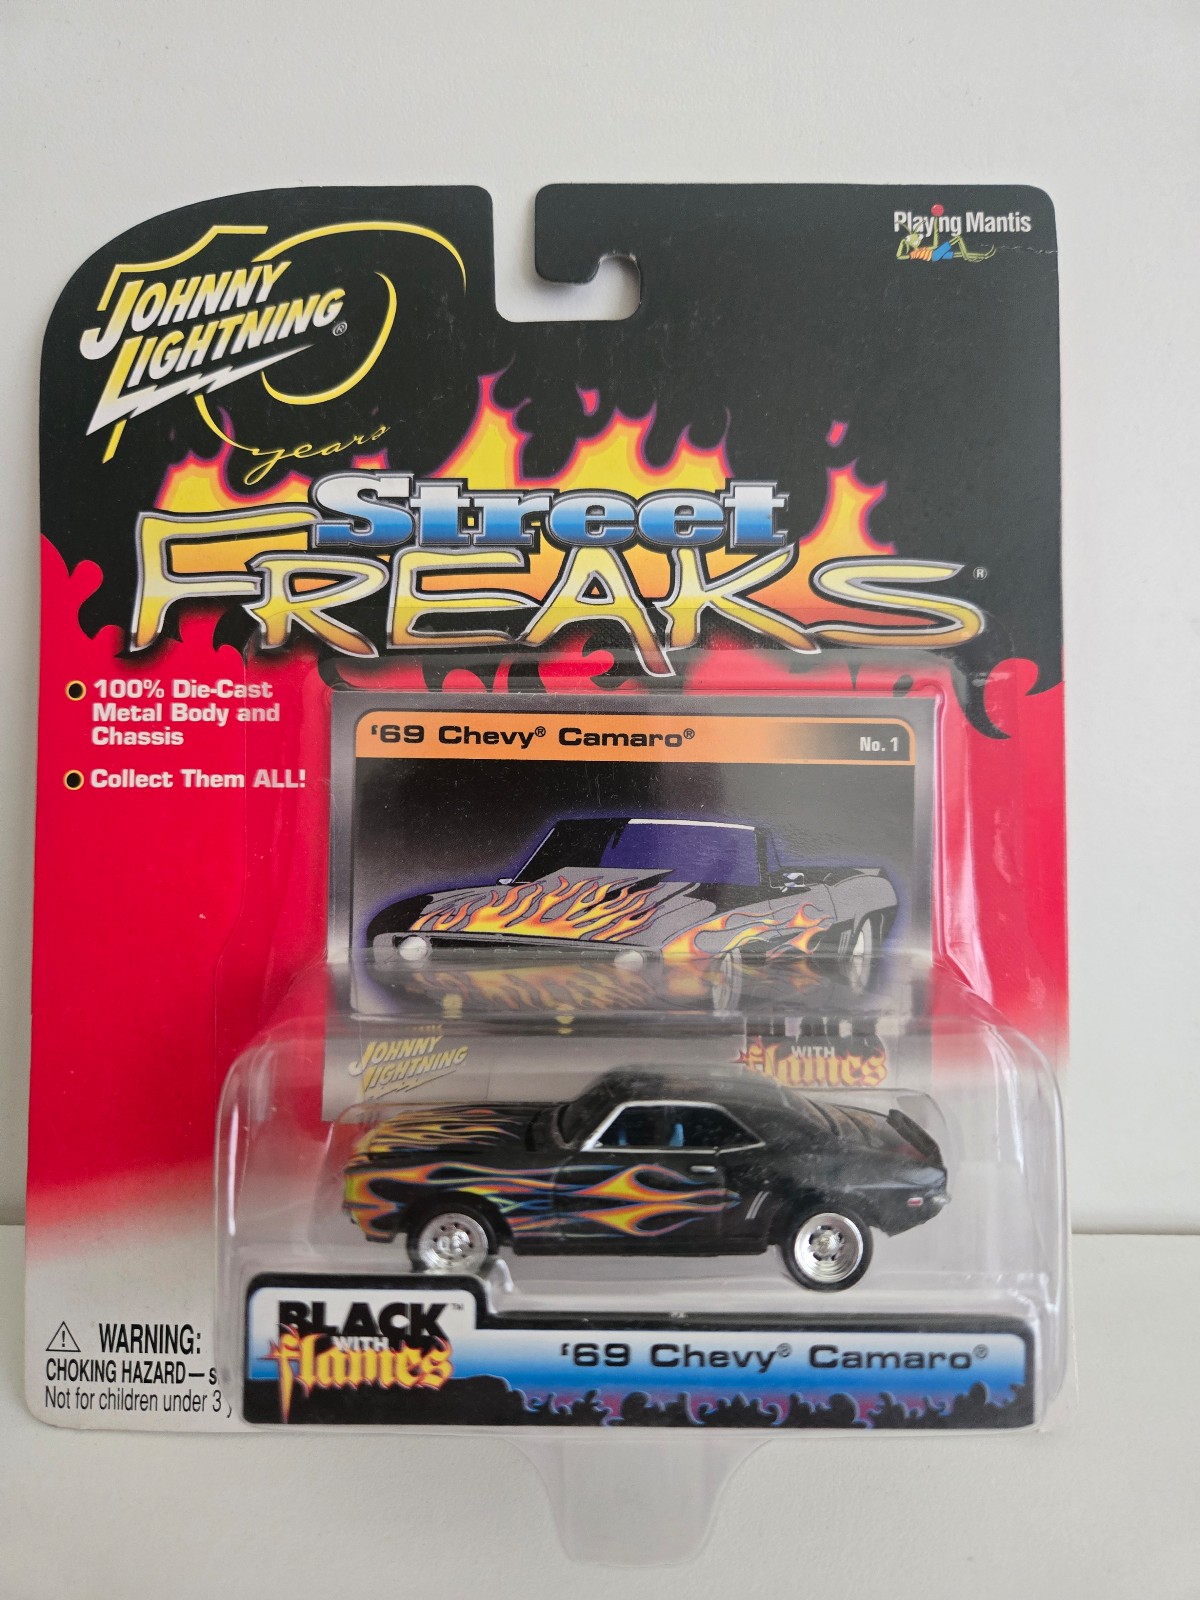 Playing Mantis
JOHNNY
LIGHTNING®
10
years
Street
FREAKS®
100% Die-Cast
Metal Body and
Chassis
Collect Them ALL!
'69 Chevy® Camaro®
No. 1
JOHNNY
LIGHTNING
WITH
flames
WARNING:
CHOKING HAZARD—
Not for children under 3
BLACK™
WITH
flames
'69 Chevy® Camaro®